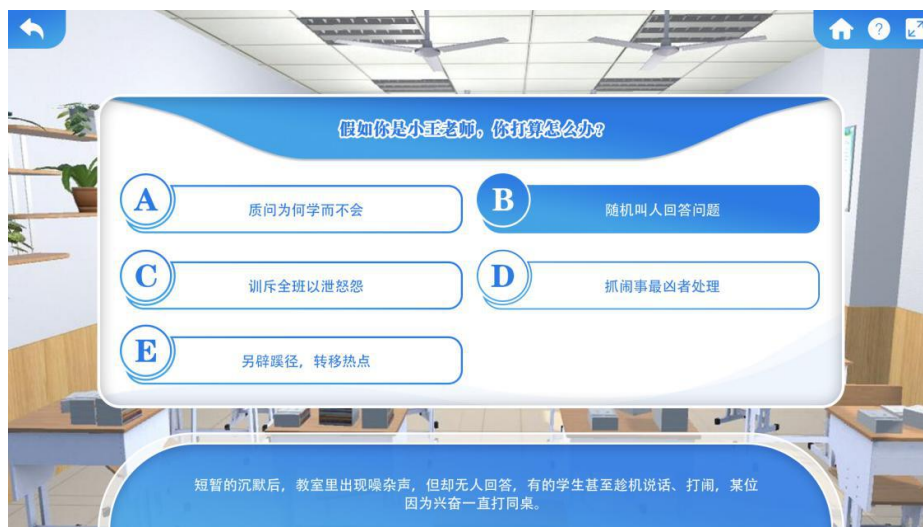 假如你是小王老师，你打算怎么办？
A
质问为何学而不会
B
随机叫人回答问题
C
训斥全班以泄怒怨
D
抓闹事最凶者处理
E
另辟蹊径，转移热点
短暂的沉默后，教室里出现噪杂声，但却无人回答，有的学生甚至趁机说话、打闹，某位
因为兴奋一直打同桌。